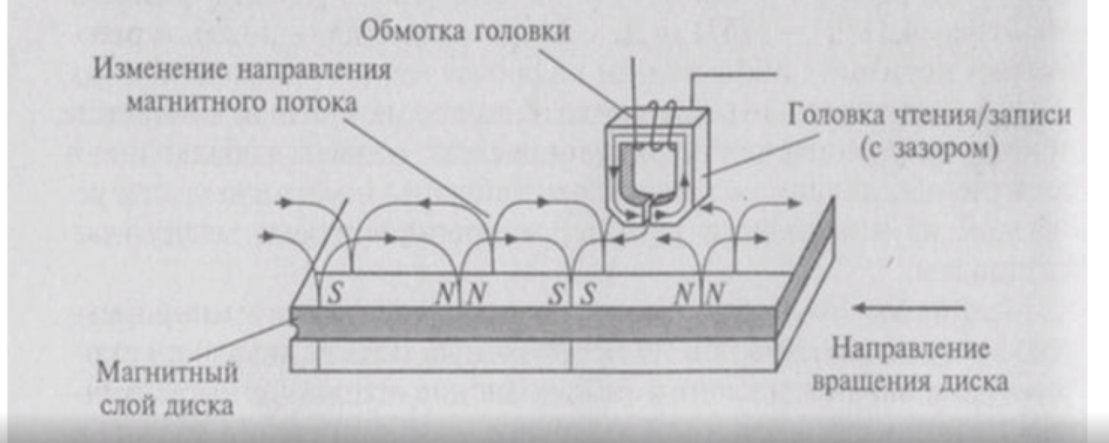 Обмотка головки
Изменение направления
магнитного потока
Головка чтения/записи
(с зазором)
S N N S S N N
Направление
вращения диска
Магнитный
слой диска